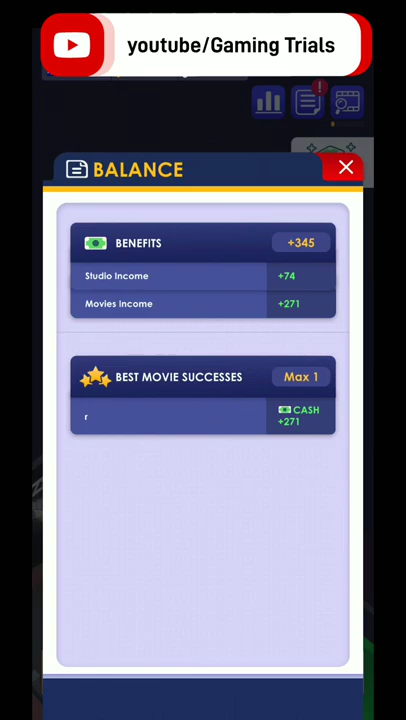 youtube/Gaming Trials
!
BALANCE
BENEFITS +345
Studio Income +74
Movies Income +271
BEST MOVIE SUCCESSES Max 1
r CASH
+271